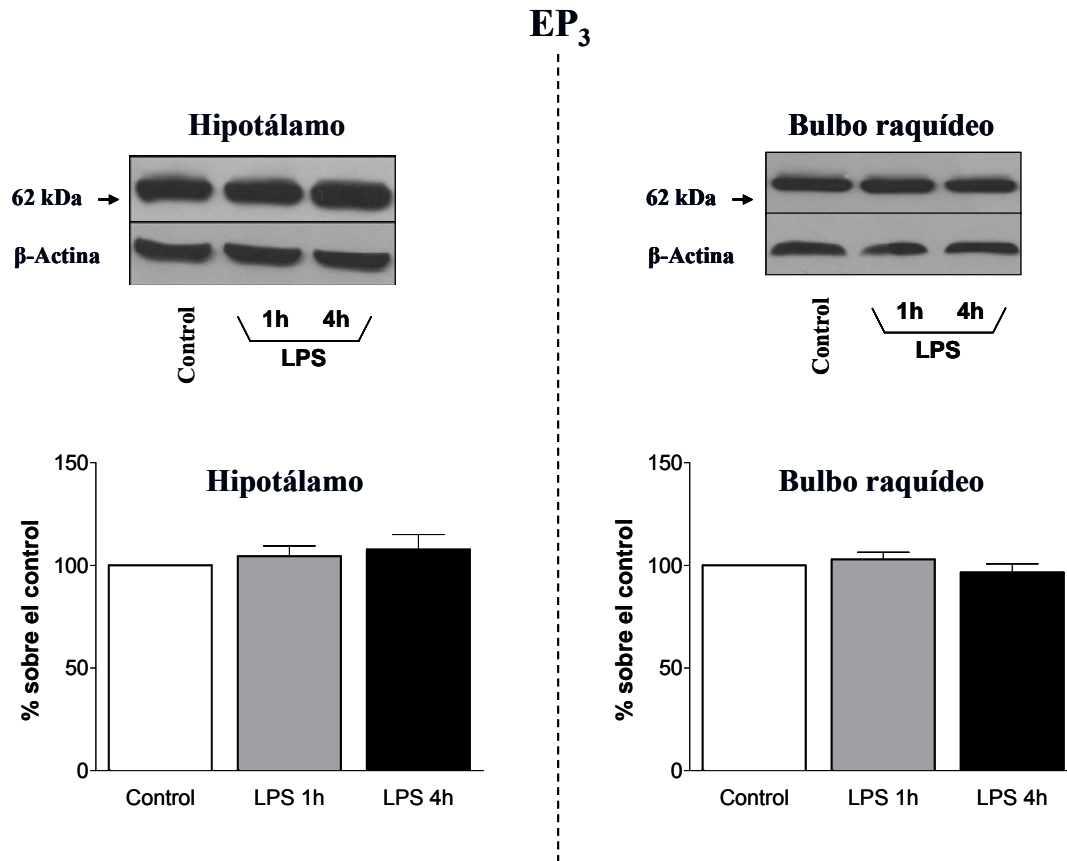 EP3
Hipotálamo
62 kDa
β-Actina
Control
1h 4h
LPS
150
100
50
0
% sobre el control
Hipotálamo
Control LPS 1h LPS 4h
Bulbo raquídeo
62 kDa
β-Actina
Control
1h 4h
LPS
150
100
50
0
% sobre el control
Bulbo raquídeo
Control LPS 1h LPS 4h